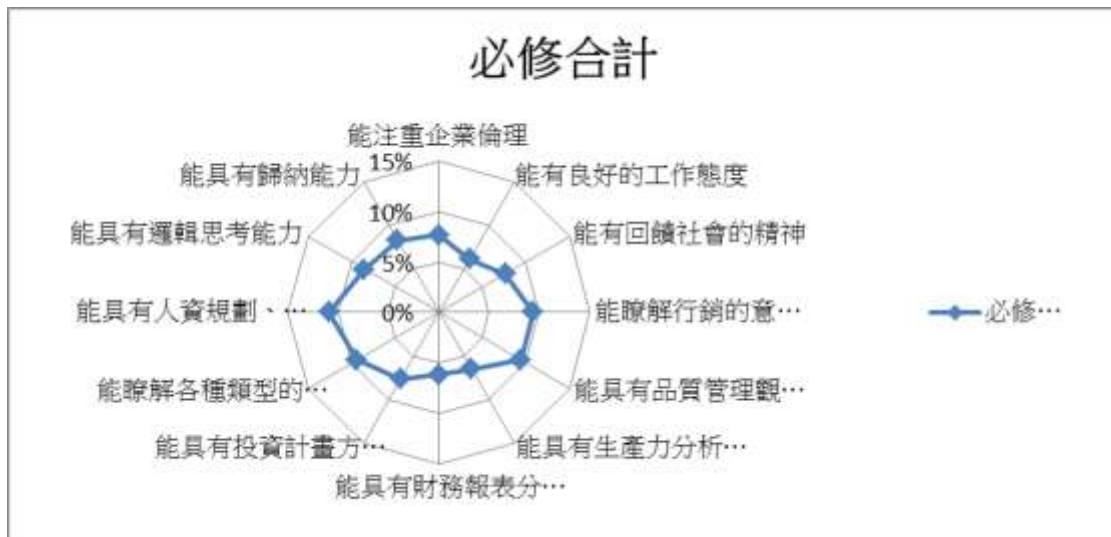 必修合計
能注重企業倫理
能有良好的工作態度
能有回饋社會的精神
能瞭解行銷的意…
能具有品質管理觀…
能具有生產力分析…
能具有財務報表分…
能具有投資計畫方…
能瞭解各種類型的…
能具有人資規劃、…
能具有邏輯思考能力
能具有歸納能力
15%
10%
5%
0%
必修…